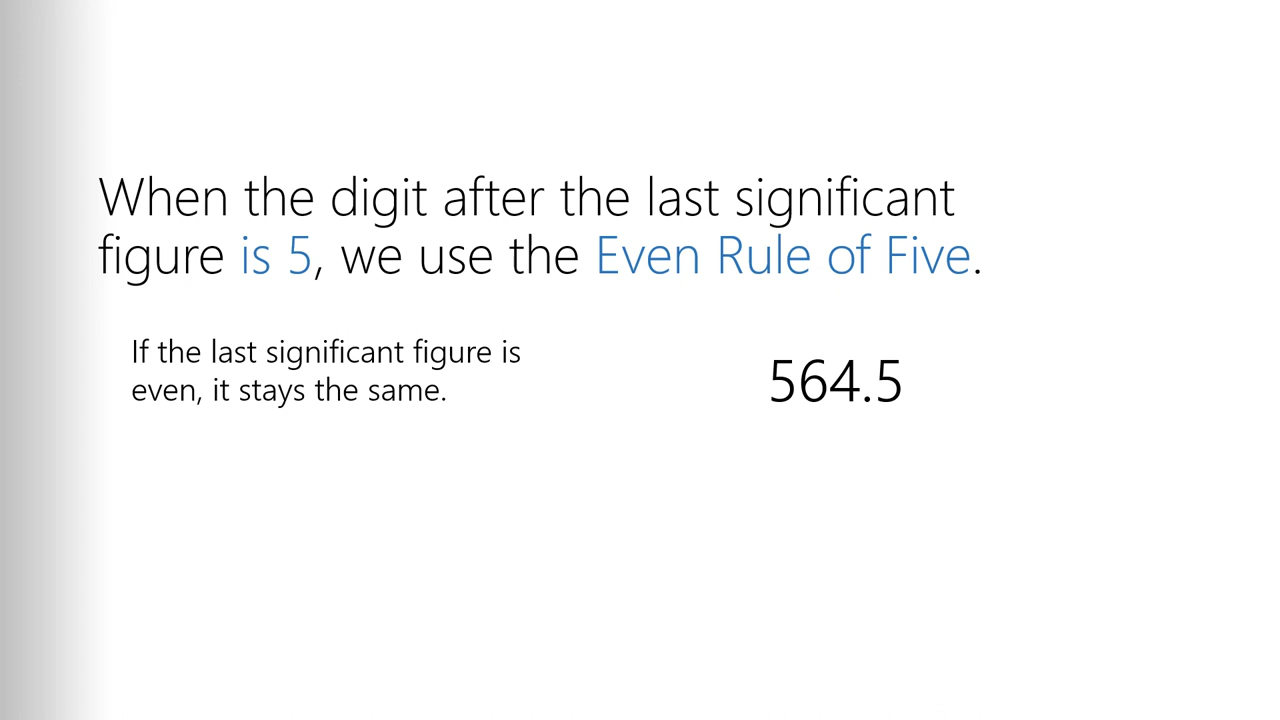 When the digit after the last significant
figure is 5, we use the Even Rule of Five.
If the last significant figure is
even, it stays the same.
564.5